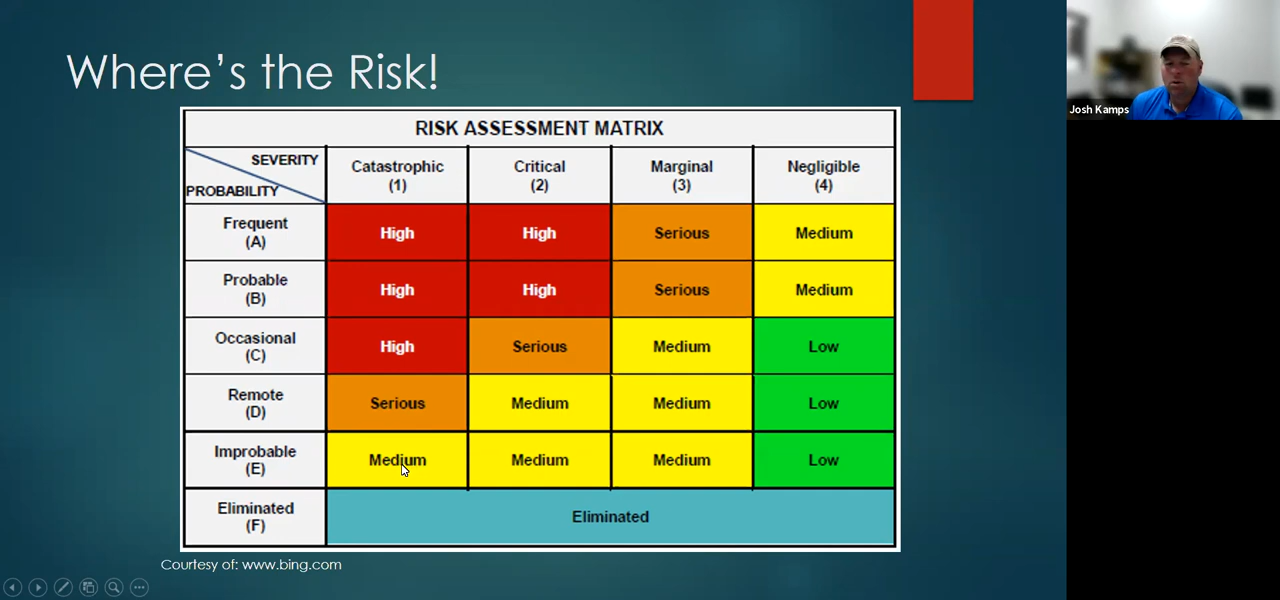 Where's the Risk!
Josh Kamps
RISK ASSESSMENT MATRIX
SEVERITY
PROBABILITY
Catastrophic
(1)
Critical
(2)
Marginal
(3)
Negligible
(4)
Frequent
(A)
High
High
Serious
Medium
Probable
(B)
High
High
Serious
Medium
Occasional
(C)
High
Serious
Medium
Low
Remote
(D)
Serious
Medium
Medium
Low
Improbable
(E)
Medium
Medium
Medium
Low
Eliminated
(F)
Eliminated
Courtesy of: www.bing.com